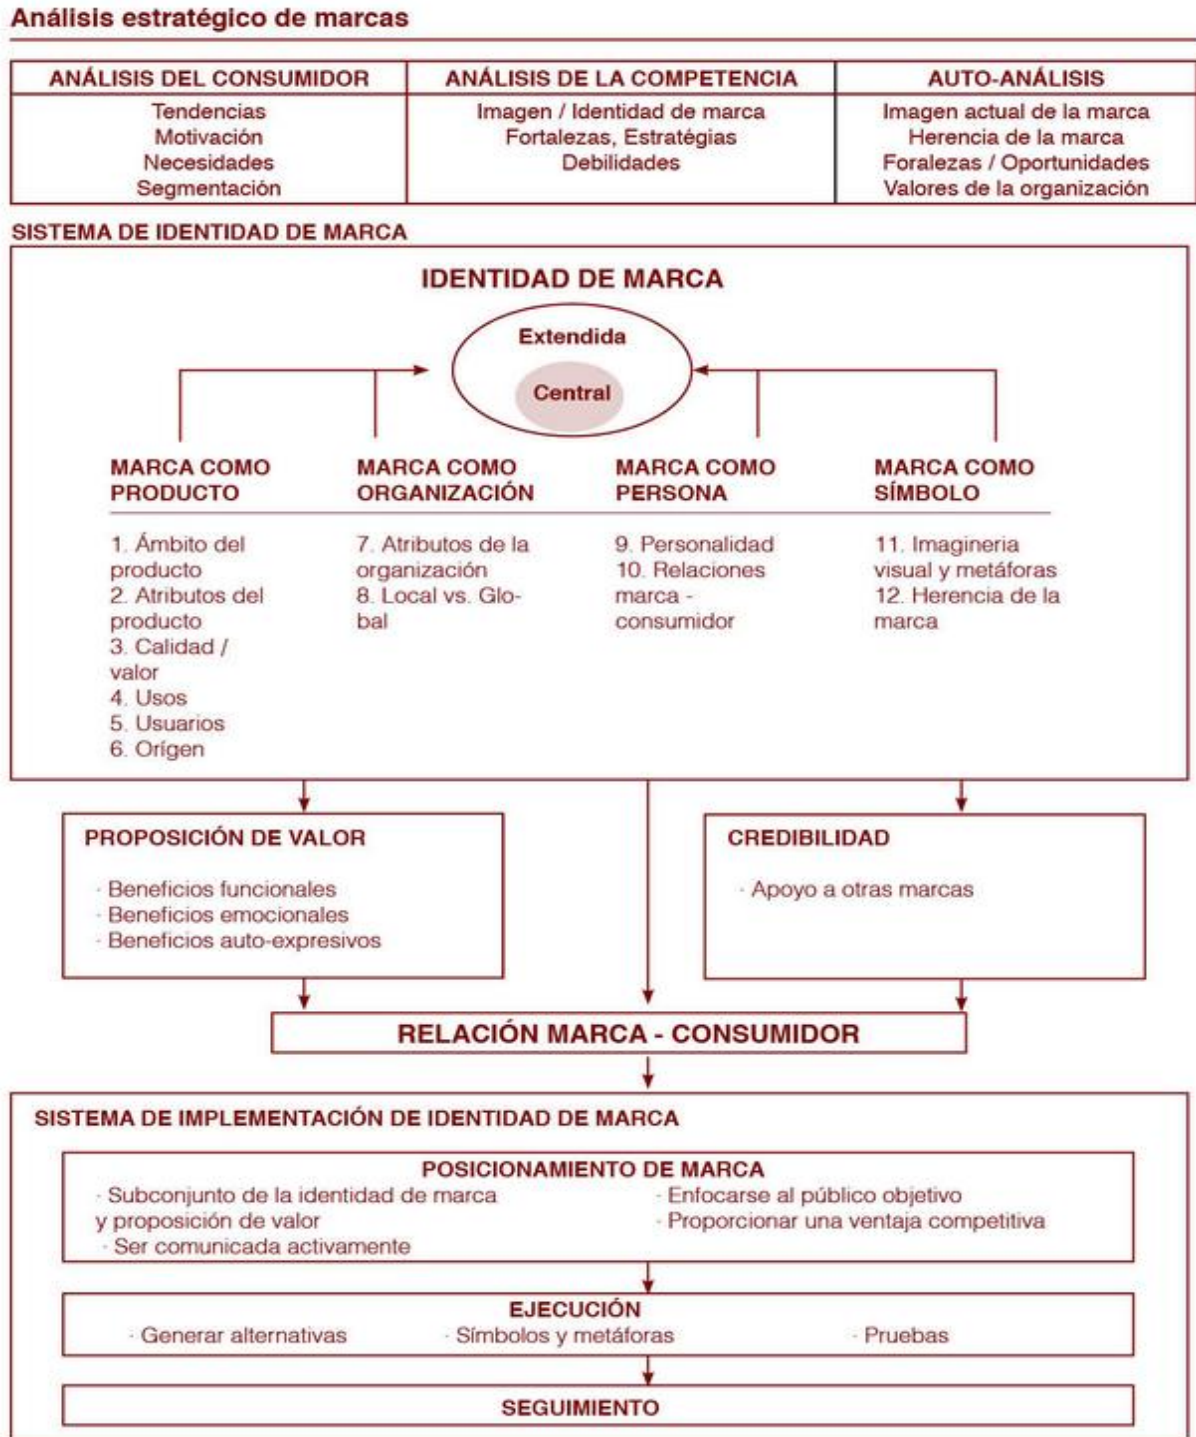 Análisis estratégico de marcas
ANÁLISIS DEL CONSUMIDOR
Tendencias
Motivación
Necesidades
Segmentación
ANÁLISIS DE LA COMPETENCIA
Imagen / Identidad de marca
Fortalezas, Estratégias
Debilidades
AUTO-ANÁLISIS
Imagen actual de la marca
Herencia de la marca
Foralezas / Oportunidades
Valores de la organización
SISTEMA DE IDENTIDAD DE MARCA
IDENTIDAD DE MARCA
Extendida
Central
MARCA COMO
PRODUCTO
1. Ámbito del
producto
2. Atributos del
producto
3. Calidad /
valor
4. Usos
5. Usuarios
6. Orígen
MARCA COMO
ORGANIZACIÓN
7. Atributos de la
organización
8. Local vs. Glo-
bal
MARCA COMO
PERSONA
9. Personalidad
10. Relaciones
marca -
consumidor
MARCA COMO
SÍMBOLO
11. Imagineria
visual y metáforas
12. Herencia de la
marca
PROPOSICIÓN DE VALOR
· Beneficios funcionales
· Beneficios emocionales
· Beneficios auto-expresivos
CREDIBILIDAD
· Apoyo a otras marcas
RELACIÓN MARCA - CONSUMIDOR
SISTEMA DE IMPLEMENTACIÓN DE IDENTIDAD DE MARCA
POSICIONAMIENTO DE MARCA
· Subconjunto de la identidad de marca
y proposición de valor
· Ser comunicada activamente
· Enfocarse al público objetivo
· Proporcionar una ventaja competitiva
EJECUCIÓN
· Generar alternativas
· Símbolos y metáforas
· Pruebas
SEGUIMIENTO